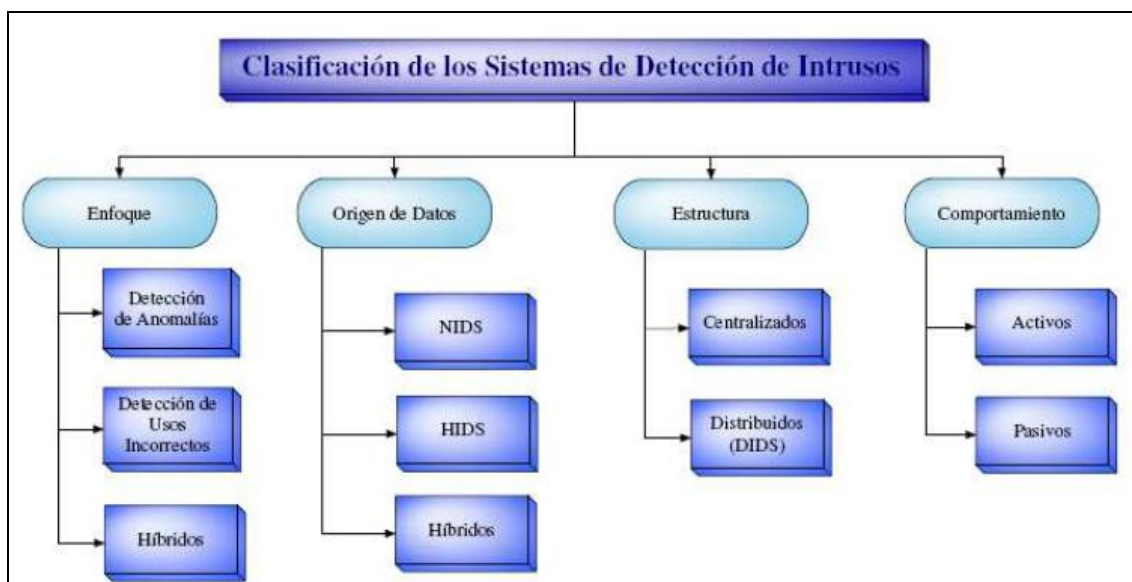 Clasificación de los Sistemas de Detección de Intrusos
Enfoque
Origen de Datos
Estructura
Comportamiento
Detección
de Anomalías
Detección de
Usos
Incorrectos
Híbridos
NIDS
HIDS
Híbridos
Centralizados
Distribuidos
(DIDS)
Activos
Pasivos